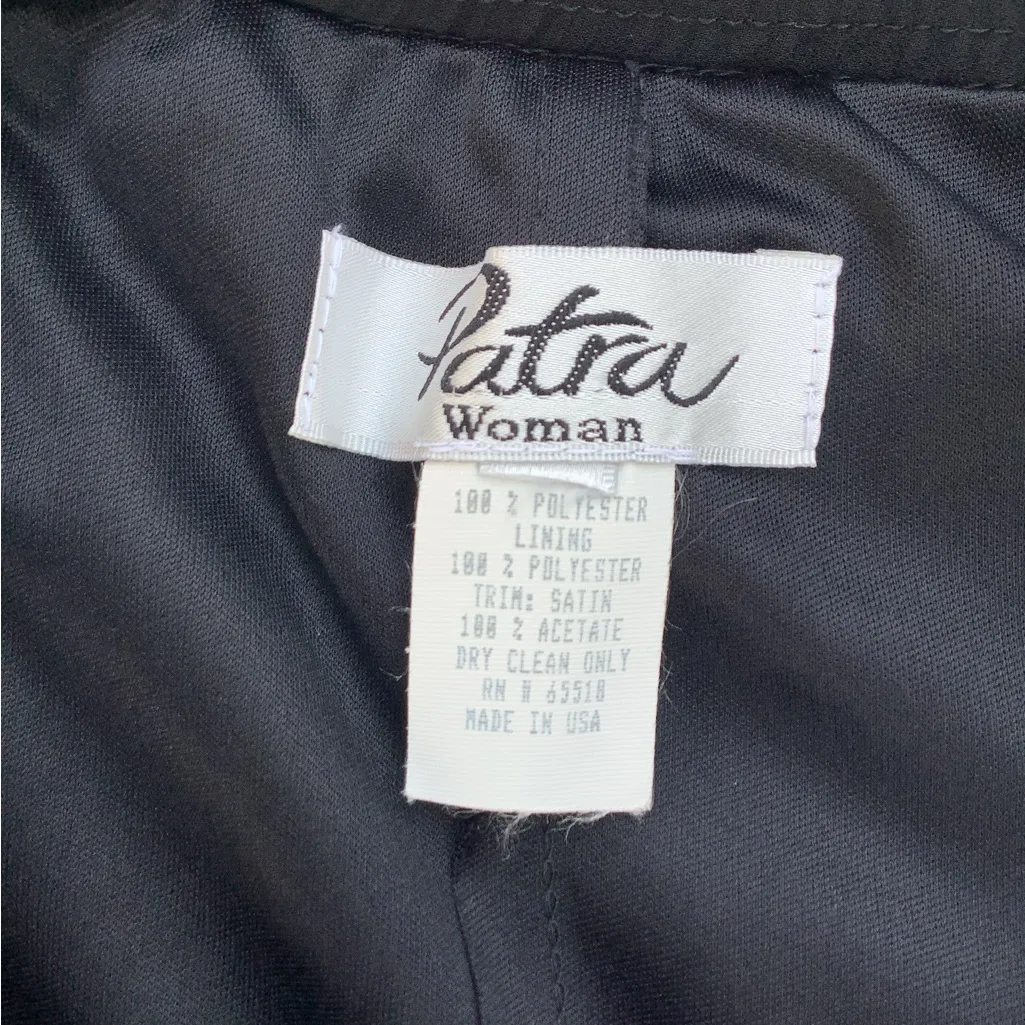 Patra
Woman
100 % POLYESTER
LINING
100 % POLYESTER
TRIM: SATIN
100 % ACETATE
DRY CLEAN ONLY
RN # 65518
MADE IN USA